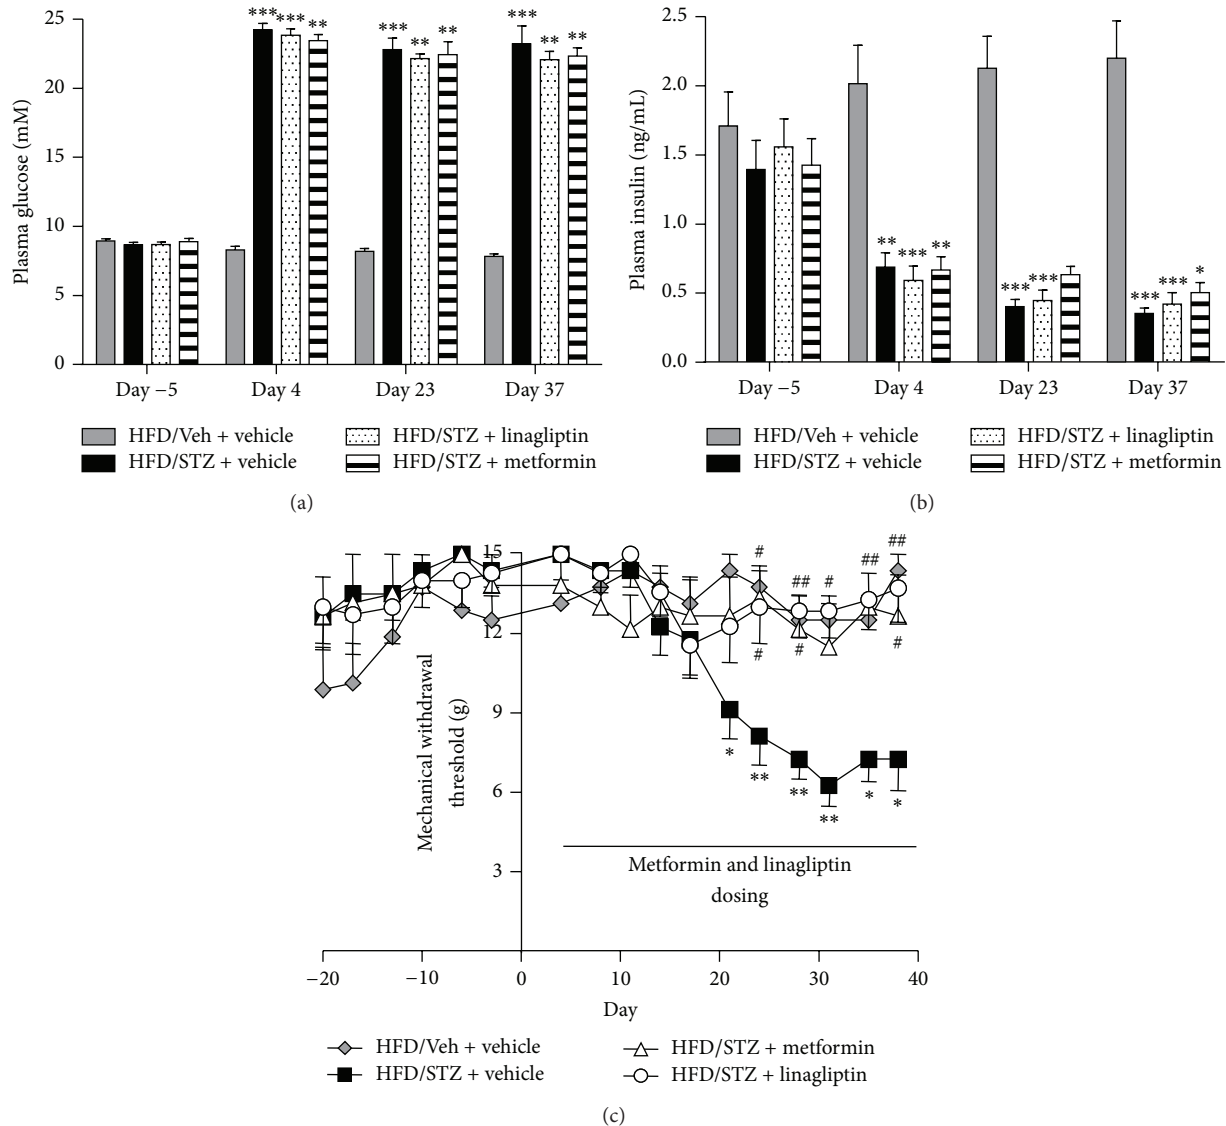 25
20
15
10
5
0
Plasma glucose (mM)
*** *** **
*** ** **
*** ** **
Day −5 Day 4 Day 23 Day 37
HFD/Veh + vehicle HFD/STZ + linagliptin
HFD/STZ + vehicle HFD/STZ + metformin
(a)
2.5
2.0
1.5
1.0
0.5
0.0
Plasma insulin (ng/mL)
** *** **
*** ***
*** *** *
Day −5 Day 4 Day 23 Day 37
HFD/Veh + vehicle HFD/STZ + linagliptin
HFD/STZ + vehicle HFD/STZ + metformin
(b)
15
12
9
6
3
Mechanical withdrawal
threshold (g)
# ## # ## ##
# # #
* ** ** ** * *
Metformin and linagliptin
dosing
−20 −10 0 10 20 30 40
Day
HFD/Veh + vehicle HFD/STZ + metformin
HFD/STZ + vehicle HFD/STZ + linagliptin
(c)